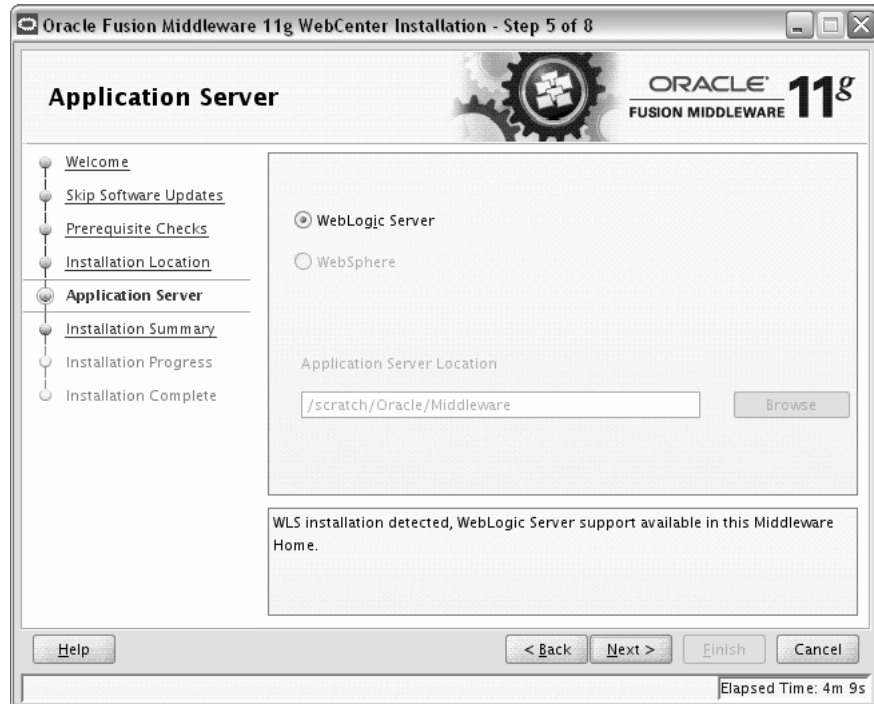 Oracle Fusion Middleware 11g WebCenter Installation - Step 5 of 8
Application Server
ORACLE
FUSION MIDDLEWARE
11g
Welcome
Skip Software Updates
Prerequisite Checks
Installation Location
Application Server
Installation Summary
Installation Progress
Installation Complete
WebLogic Server
WebSphere
Application Server Location
/scratch/Oracle/Middleware
Browse
WLS installation detected, WebLogic Server support available in this Middleware
Home.
Help
< Back
Next >
Finish
Cancel
Elapsed Time: 4m 9s